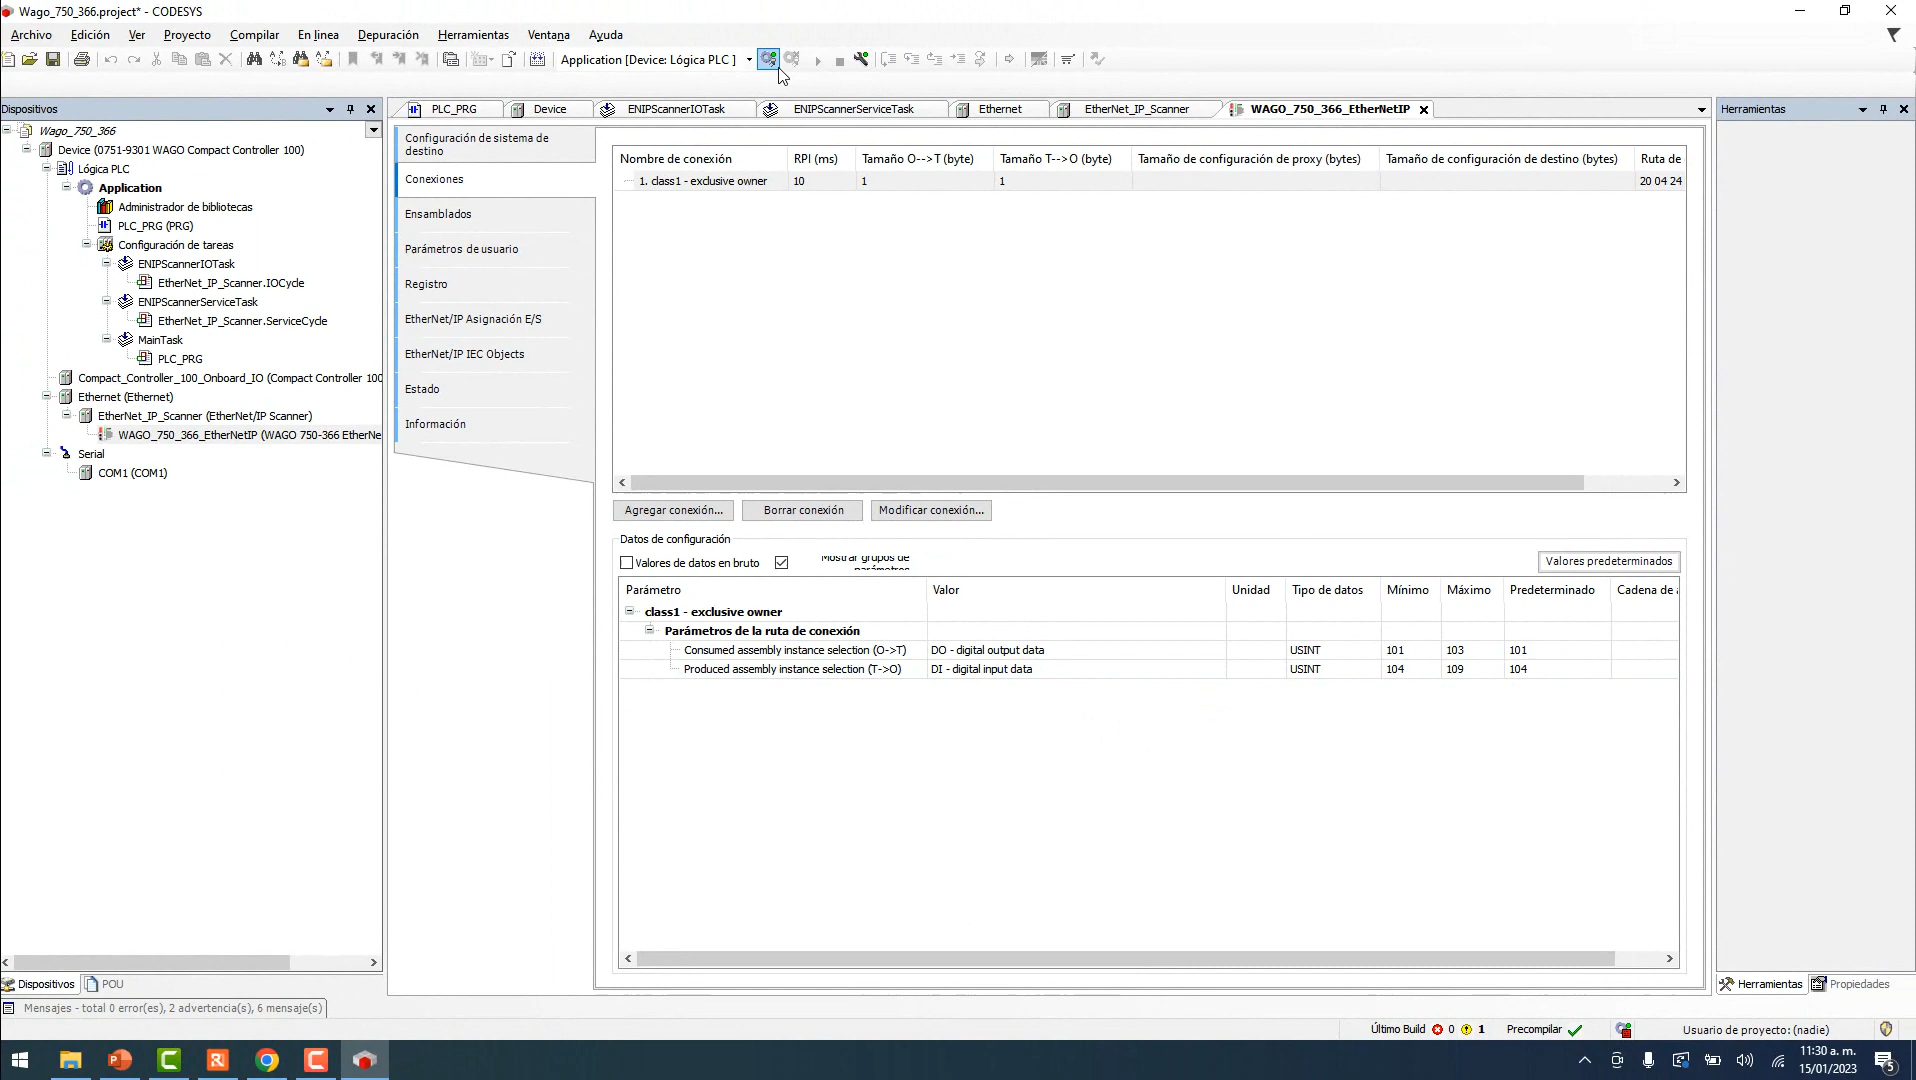 Wago_750_366.project* - CODESYS
Archivo Edición Ver Proyecto Compilar En línea Depuración Herramientas Ventana Ayuda
Application [Device: Lógica PLC ]
Dispositivos
Wago_750_366
Device (0751-9301 WAGO Compact Controller 100)
Lógica PLC
Application
Administrador de bibliotecas
PLC_PRG (PRG)
Configuración de tareas
ENIPScannerIOTask
EtherNet_IP_Scanner.IOCycle
ENIPScannerServiceTask
EtherNet_IP_Scanner.ServiceCycle
MainTask
PLC_PRG
Compact_Controller_100_Onboard_IO (Compact Controller 100
Ethernet (Ethernet)
EtherNet_IP_Scanner (EtherNet/IP Scanner)
WAGO_750_366_EtherNetIP (WAGO 750-366 EtherNe
Serial
COM1 (COM1)
Dispositivos POU
PLC_PRG Device ENIPScannerIOTask ENIPScannerServiceTask Ethernet EtherNet_IP_Scanner WAGO_750_366_EtherNetIP
Configuración de sistema de
destino
Conexiones
Ensamblados
Parámetros de usuario
Registro
EtherNet/IP Asignación E/S
EtherNet/IP IEC Objects
Estado
Información
Nombre de conexión RPI (ms) Tamaño O-->T (byte) Tamaño T-->O (byte) Tamaño de configuración de proxy (bytes) Tamaño de configuración de destino (bytes) Ruta de
1. class1 - exclusive owner 10 1 1 20 04 24
Agregar conexión... Borrar conexión Modificar conexión...
Datos de configuración
Valores de datos en bruto Mostrar grupos de
parámetros
Valores predeterminados
Parámetro Valor Unidad Tipo de datos Mínimo Máximo Predeterminado Cadena de a
class1 - exclusive owner
Parámetros de la ruta de conexión
Consumed assembly instance selection (O->T) DO - digital output data USINT 101 103 101
Produced assembly instance selection (T->O) DI - digital input data USINT 104 109 104
Herramientas
Herramientas Propiedades
Mensajes - total 0 error(es), 2 advertencia(s), 6 mensaje(s)
Último Build 0 1 Precompilar Usuario de proyecto: (nadie)
11:30 a. m.
15/01/2023
5